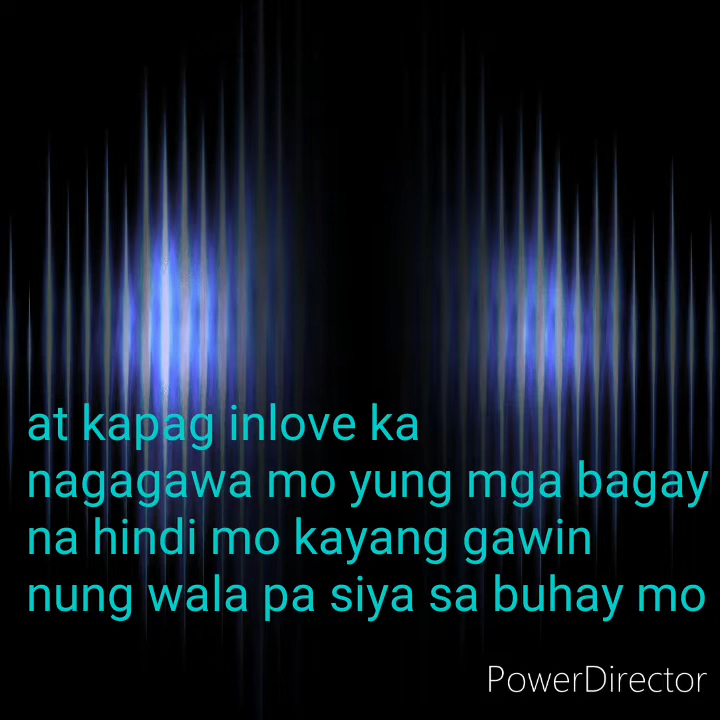 at kapag inlove ka
nagagawa mo yung mga bagay
na hindi mo kayang gawin
nung wala pa siya sa buhay mo
PowerDirector